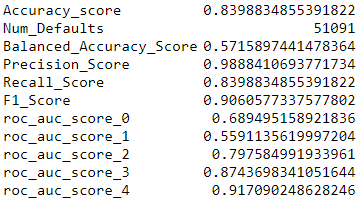 Accuracy_score 0.8398834855391822
Num_Defaults 51091
Balanced_Accuracy_Score 0.5715897441478364
Precision_Score 0.9888410693771734
Recall_Score 0.8398834855391822
F1_Score 0.9060577337577802
roc_auc_score_0 0.689495158921836
roc_auc_score_1 0.5591135619997204
roc_auc_score_2 0.797584991933961
roc_auc_score_3 0.8743698341051644
roc_auc_score_4 0.917090248628246